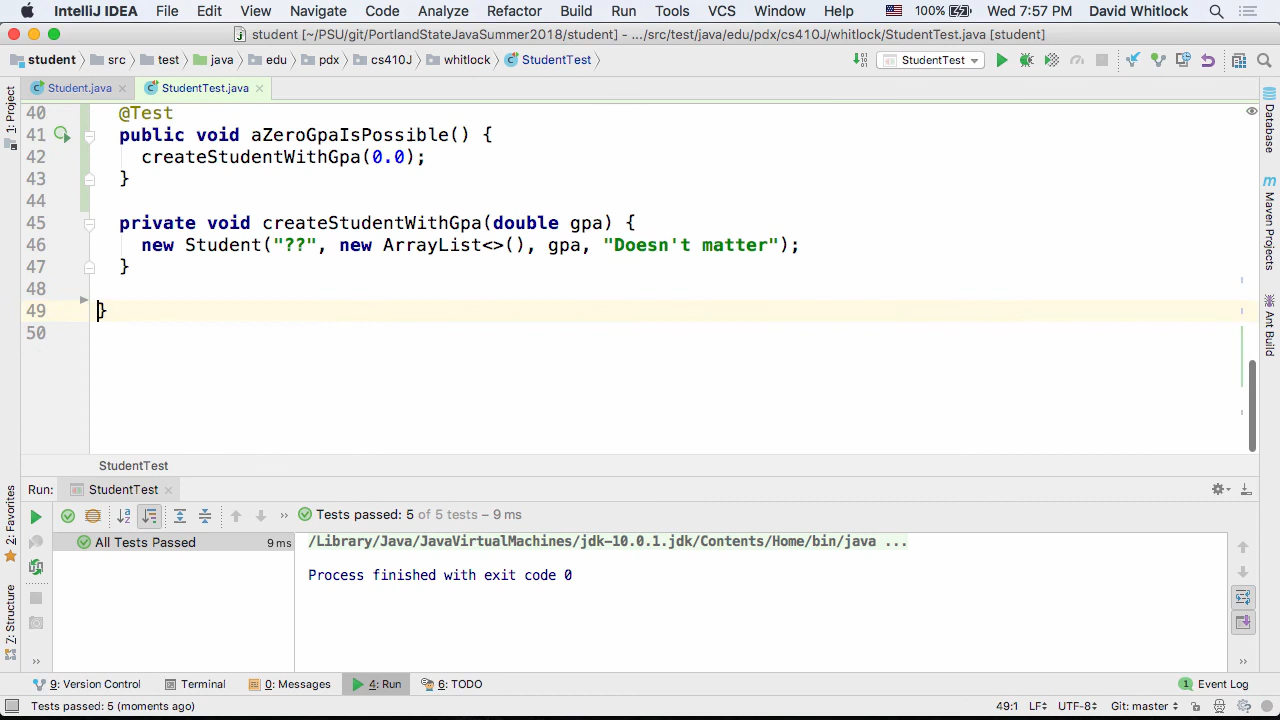 IntelliJ IDEA File Edit View Navigate Code Analyze Refactor Build Run Tools VCS Window Help 100% Wed 7:57 PM David Whitlock
student [~/PSU/git/PortlandStateJavaSummer2018/student] - .../src/test/java/edu/pdx/cs410J/whitlock/StudentTest.java [student]
student src test java edu pdx cs410J whitlock StudentTest StudentTest
Student.java StudentTest.java
1: Project
40 @Test
41 public void aZeroGpaIsPossible() {
42 createStudentWithGpa(0.0);
43 }
44
45 private void createStudentWithGpa(double gpa) {
46 new Student("??", new ArrayList<>(), gpa, "Doesn't matter");
47 }
48
49 }
50
Database
Maven Projects
Ant Build
StudentTest
Run: StudentTest
2: Favorites
Tests passed: 5 of 5 tests – 9 ms
All Tests Passed 9 ms
/Library/Java/JavaVirtualMachines/jdk-10.0.1.jdk/Contents/Home/bin/java ...
Process finished with exit code 0
7: Structure
9: Version Control Terminal 0: Messages 4: Run 6: TODO 1 Event Log
Tests passed: 5 (moments ago) 49:1 LF UTF-8 Git: master